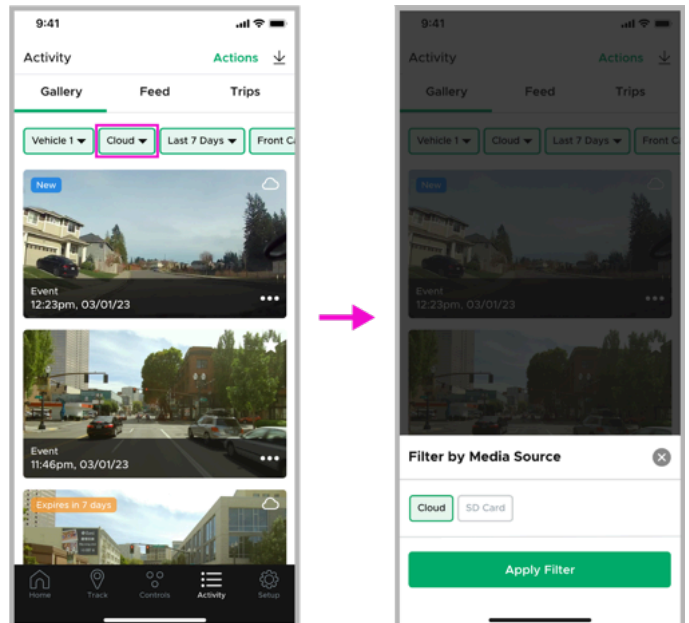 9:41
Activity
Actions
Gallery Feed Trips
Vehicle 1 Cloud Last 7 Days Front Ca
New
Event
12:23pm, 03/01/23
Event
11:46pm, 03/01/23
Expires in 7 days
Home Track Controls Activity Setup
9:41
Activity
Actions
Gallery Feed Trips
Vehicle 1 Cloud Last 7 Days Front C
New
Event
12:23pm, 03/01/23
Filter by Media Source
Cloud SD Card
Apply Filter